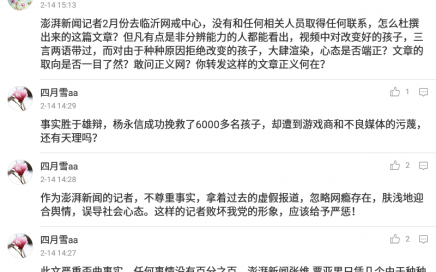 2-14 15:13
澎湃新闻记者2月份去临沂网戒中心，没有和任何相关人员取得任何联系，怎么杜撰
出来的这篇文章？但凡有点是非分辨能力的人都能看出，视频中对改变好的孩子，三
言两语带过，而对由于种种原因拒绝改变的孩子，大肆渲染，心态是否端正？文章的
取向是否一目了然？敢问正义网？你转发这样的文章正义何在？
四月雪aa
1
2-14 14:29
事实胜于雄辩，杨永信成功挽救了6000多名孩子，却遭到游戏商和不良媒体的污蔑，
还有天理吗？
四月雪aa
2
2-14 14:28
作为澎湃新闻的记者，不尊重事实，拿着过去的虚假报道，忽略网瘾存在，肤浅地迎
合舆情，误导社会心态。这样的记者败坏我党的形象，应该给予严惩！
四月雪aa
2
2-14 14:27